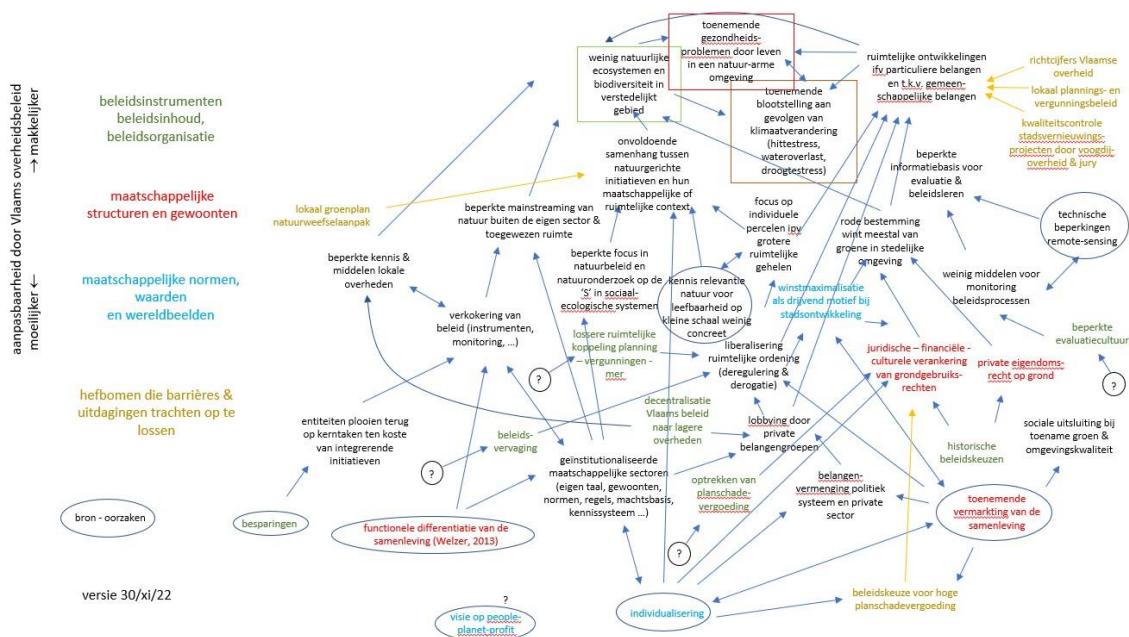 aanpasbaarheid door Vlaams overheidsbeleid
moeilijker ← → makkelijker
beleidsinstrumenten
beleidsinhoud,
beleidsorganisatie
maatschappelijke
structuren en gewoonten
maatschappelijke normen,
waarden
en wereldbeelden
hefbomen die barrières &
uitdagingen trachten op te
lossen
bron - oorzaken
versie 30/xi/22
toenemende
gezondheids-
problemen door leven
in een natuur-arme
omgeving
weinig natuurlijke
ecosystemen en
biodiversiteit in
verstedelijkt
gebied
toenemende
blootstelling aan
gevolgen van
klimaatverandering
(hittestress,
wateroverlast,
droogtestress)
ruimtelijke ontwikkelingen
ifv particuliere belangen
en t.k.v. gemeen-
schappelijke belangen
richtcijfers Vlaamse
overheid
lokaal plannings- en
vergunningsbeleid
kwaliteitscontrole
stadsvernieuwings-
projecten door voogdij-
overheid & jury
onvoldoende
samenhang tussen
natuurgerichte
initiatieven en hun
maatschappelijke of
ruimtelijke context
beperkte
informatiebasis voor
evaluatie &
beleidsleren
lokaal groenplan
natuurweefselaanpak
beperkte mainstreaming van
natuur buiten de eigen sector &
toegewezen ruimte
focus op
individuele
percelen ipv
grotere
ruimtelijke
gehelen
rode bestemming
wint meestal van
groene in stedelijke
omgeving
technische
beperkingen
remote-sensing
beperkte kennis &
middelen lokale
overheden
beperkte focus in
natuurbeleid en
natuuronderzoek op de
'S' in sociaal-
ecologische systemen
kennis relevantie
natuur voor
leefbaarheid op
kleine schaal weinig
concreet
winstmaximalisatie
als drijvend motief bij
stadsontwikkeling
weinig middelen voor
monitoring
beleidsprocessen
verkokering van
beleid (instrumenten,
monitoring, ...)
lossere ruimtelijke
koppeling planning
– vergunningen -
mer
?
liberalisering
ruimtelijke ordening
(deregulering &
derogatie)
juridische – financiële -
culturele verankering
van grondgebruiks-
rechten
private eigendoms-
recht op grond
beperkte
evaluatiecultuur
?
entiteiten plooien terug
op kerntaken ten koste
van integrerende
initiatieven
beleids-
vervaging
?
decentralisatie
Vlaams beleid
naar lagere
overheden
lobbying door
private
belangengroepen
historische
beleidskeuzen
sociale uitsluiting bij
toename groen &
omgevingskwaliteit
geïnstitutionaliseerde
maatschappelijke sectoren
(eigen taal, gewoonten,
normen, regels, machtsbasis,
kennissysteem ...)
optrekken van
planschade-
vergoeding
?
belangen-
vermenging politiek
systeem en private
sector
toenemende
vermarkting van de
samenleving
besparingen
functionele differentiatie van de
samenleving (Welzer, 2013)
?
visie op people-
planet-profit
individualisering
beleidskeuze voor hoge
planschadevergoeding